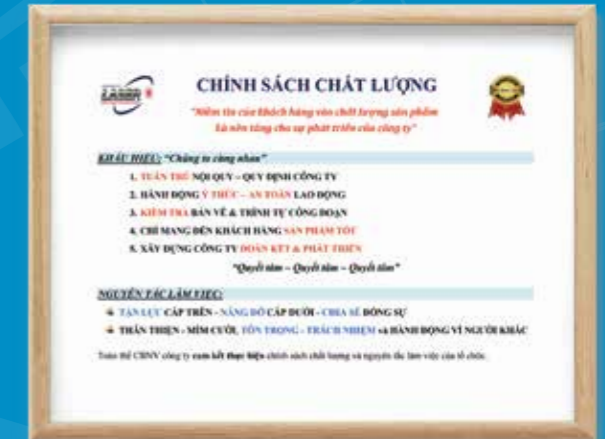 LASER
CHÍNH SÁCH CHẤT LƯỢNG
"Niềm tin của khách hàng vào chất lượng sản phẩm
là nền tảng cho sự phát triển của công ty"
KHẨU HIỆU: "Chúng ta cùng nhau"
1. TUÂN THỦ NỘI QUY – QUY ĐỊNH CÔNG TY
2. HÀNH ĐỘNG Ý THỨC – AN TOÀN LAO ĐỘNG
3. KIỂM TRA BẢN VẼ & TRÌNH TỰ CÔNG ĐOẠN
4. CHỈ MANG ĐẾN KHÁCH HÀNG SẢN PHẨM TỐT
5. XÂY DỰNG CÔNG TY ĐOÀN KẾT & PHÁT TRIỂN
"Quyết tâm – Quyết tâm – Quyết tâm"
NGUYÊN TẮC LÀM VIỆC:
TẬN LỰC CẤP TRÊN - NÂNG ĐỠ CẤP DƯỚI - CHIA SẺ ĐỒNG SỰ
THÂN THIỆN - MỈM CƯỜI, TÔN TRỌNG - TRÁCH NHIỆM và HÀNH ĐỘNG VÌ NGƯỜI KHÁC
Toàn thể CBNV công ty cam kết thực hiện chính sách chất lượng và nguyên tắc làm việc của tổ chức.